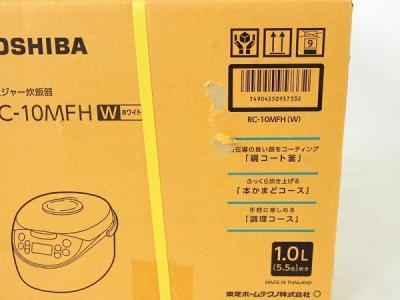 OSHIBA
ジャー炊飯器
C-10MFH W ホワイト
9
T4904550957332
RC-10MFH (W)
伝導の良い銅をコーティング
「銅コート釜」
ふっくら炊き上げる
「本かまどコース」
手軽に楽しめる
「調理コース」
1.0L
(5.5合)炊き
MADE IN THAILAND
東芝ホームテクノ株式会社